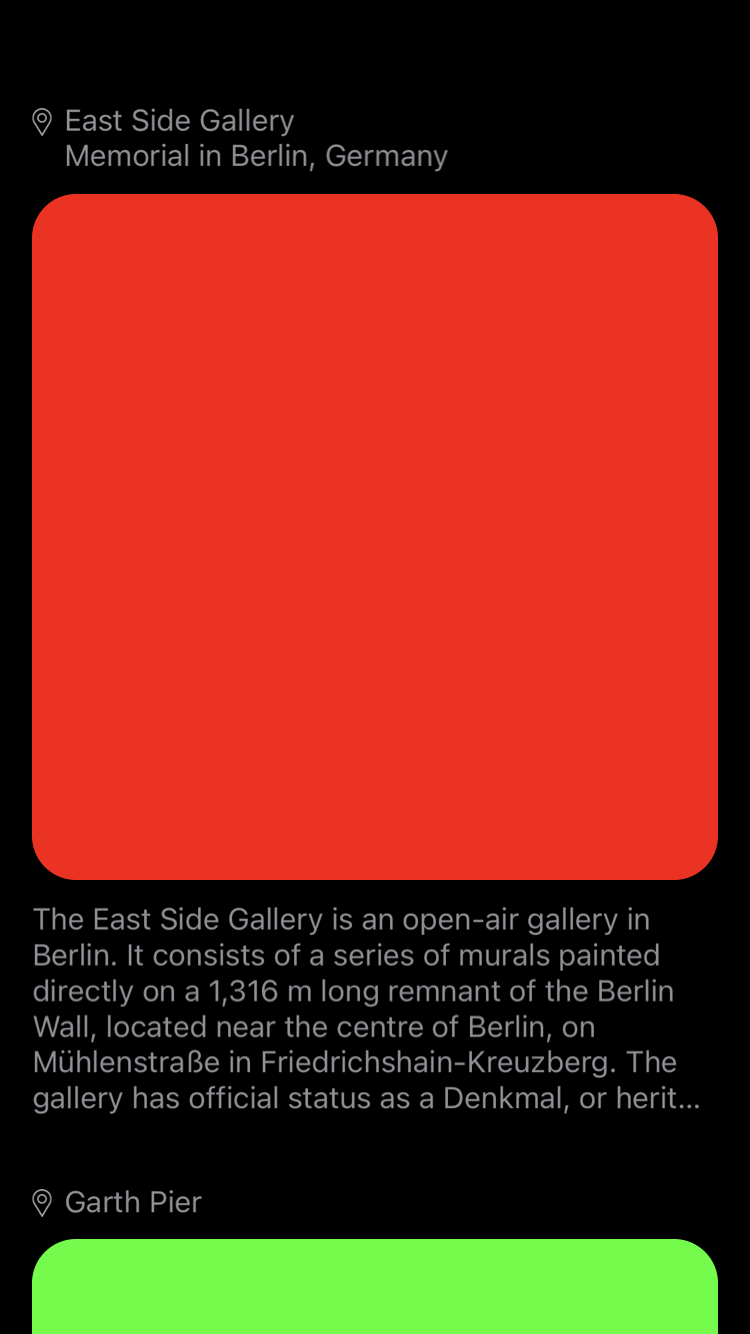 East Side Gallery
Memorial in Berlin, Germany
The East Side Gallery is an open-air gallery in
Berlin. It consists of a series of murals painted
directly on a 1,316 m long remnant of the Berlin
Wall, located near the centre of Berlin, on
Mühlenstraße in Friedrichshain-Kreuzberg. The
gallery has official status as a Denkmal, or herit...
Garth Pier